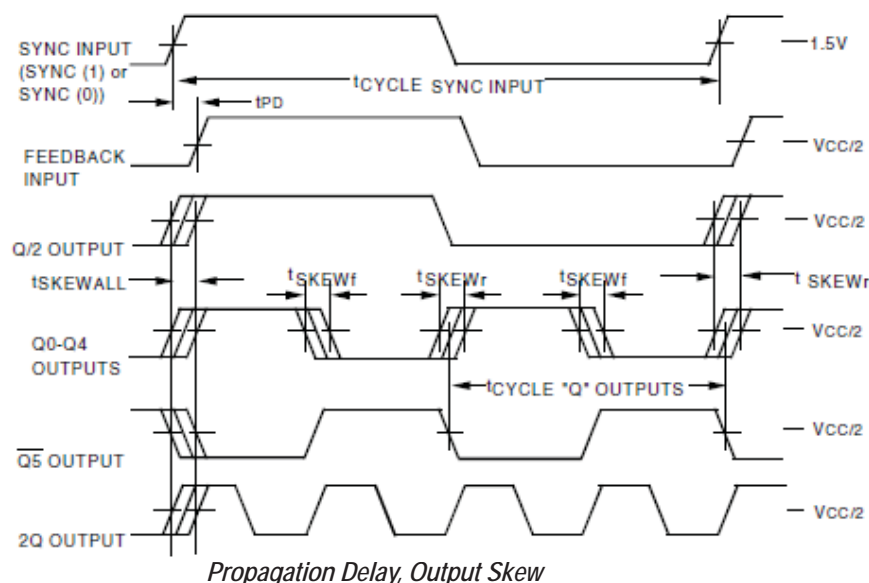 SYNC INPUT
(SYNC (1) or
SYNC (0))
1.5V
tCYCLE SYNC INPUT
tPD
FEEDBACK
INPUT
VCC/2
Q/2 OUTPUT
VCC/2
tSKEWALL
tSKEWf
tSKEWr
tSKEWf
t SKEWr
Q0-Q4
OUTPUTS
VCC/2
tCYCLE "Q" OUTPUTS
Q̅5̅ OUTPUT
VCC/2
2Q OUTPUT
VCC/2
Propagation Delay, Output Skew